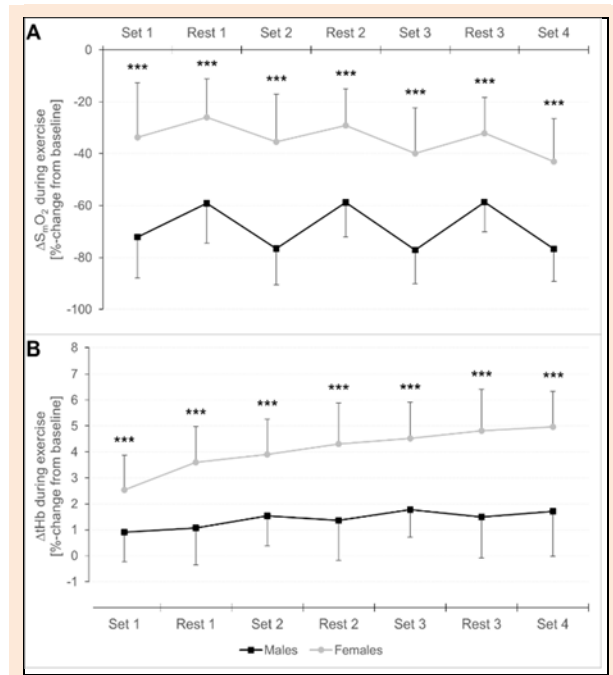 A
Set 1 Rest 1 Set 2 Rest 2 Set 3 Rest 3 Set 4
0
-20
-40
-60
-80
-100
ΔSmO2 during exercise
[%-change from baseline]
*** *** *** *** *** *** ***
B
8
7
6
5
4
3
2
1
0
-1
ΔtHb during exercise
[%-change from baseline]
*** *** *** *** *** *** ***
Set 1 Rest 1 Set 2 Rest 2 Set 3 Rest 3 Set 4
Males Females